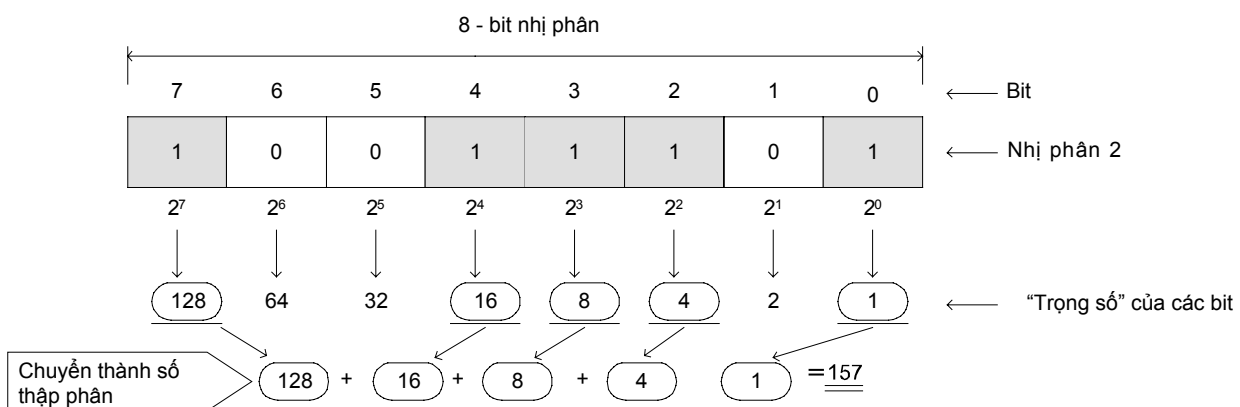 8 - bit nhị phân
7 6 5 4 3 2 1 0 Bit
1 0 0 1 1 1 0 1 Nhị phân 2
2⁷ 2⁶ 2⁵ 2⁴ 2³ 2² 2¹ 2⁰
128 64 32 16 8 4 2 1 “Trọng số” của các bit
Chuyển thành số
thập phân
128 + 16 + 8 + 4 1 =157